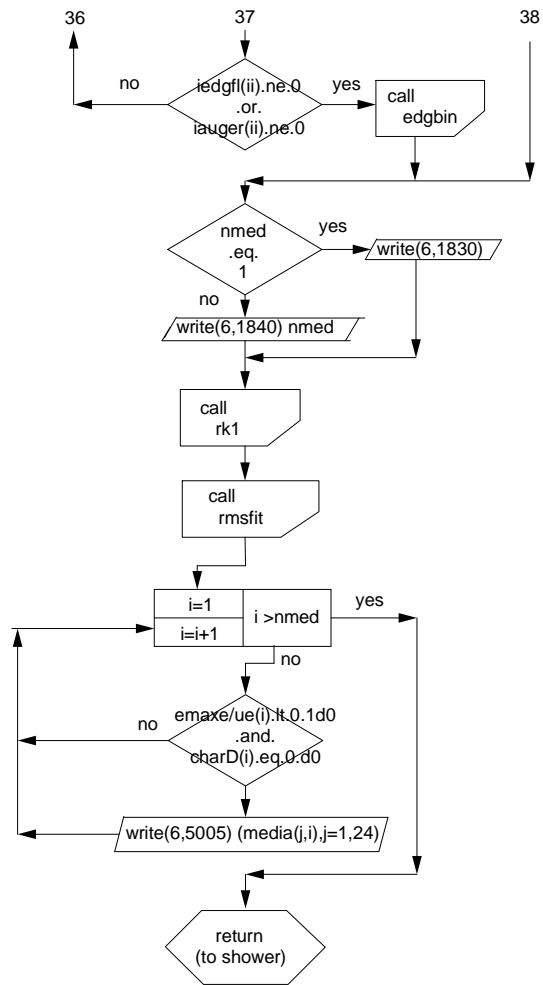 36
37
38
no
iedgfl(ii).ne.0
.or.
iauger(ii).ne.0
yes
call
edgbin
nmed
.eq.
1
yes
write(6,1830)
no
write(6,1840) nmed
call
rk1
call
rmsfit
i=1
i=i+1
i >nmed
yes
no
emaxe/ue(i).lt.0.1d0
.and.
charD(i).eq.0.d0
no
write(6,5005) (media(j,i),j=1,24)
return
(to shower)